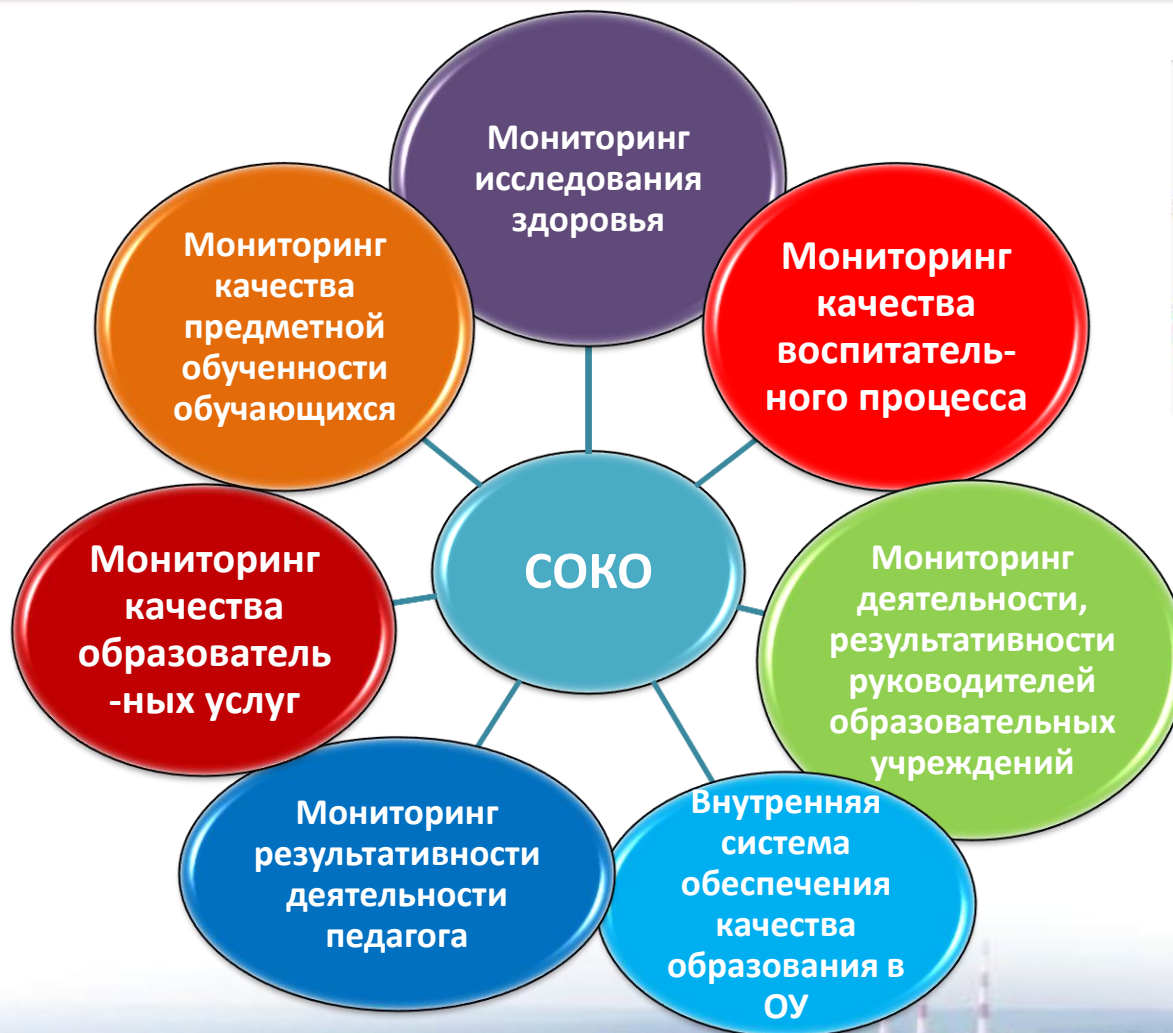 Мониторинг
исследования
здоровья
Мониторинг
качества
предметной
обученности
обучающихся
Мониторинг
качества
воспитатель-
ного процесса
СОКО
Мониторинг
качества
образователь
-ных услуг
Мониторинг
деятельности,
результативности
руководителей
образовательных
учреждений
Мониторинг
результативности
деятельности
педагога
Внутренняя
система
обеспечения
качества
образования в
ОУ